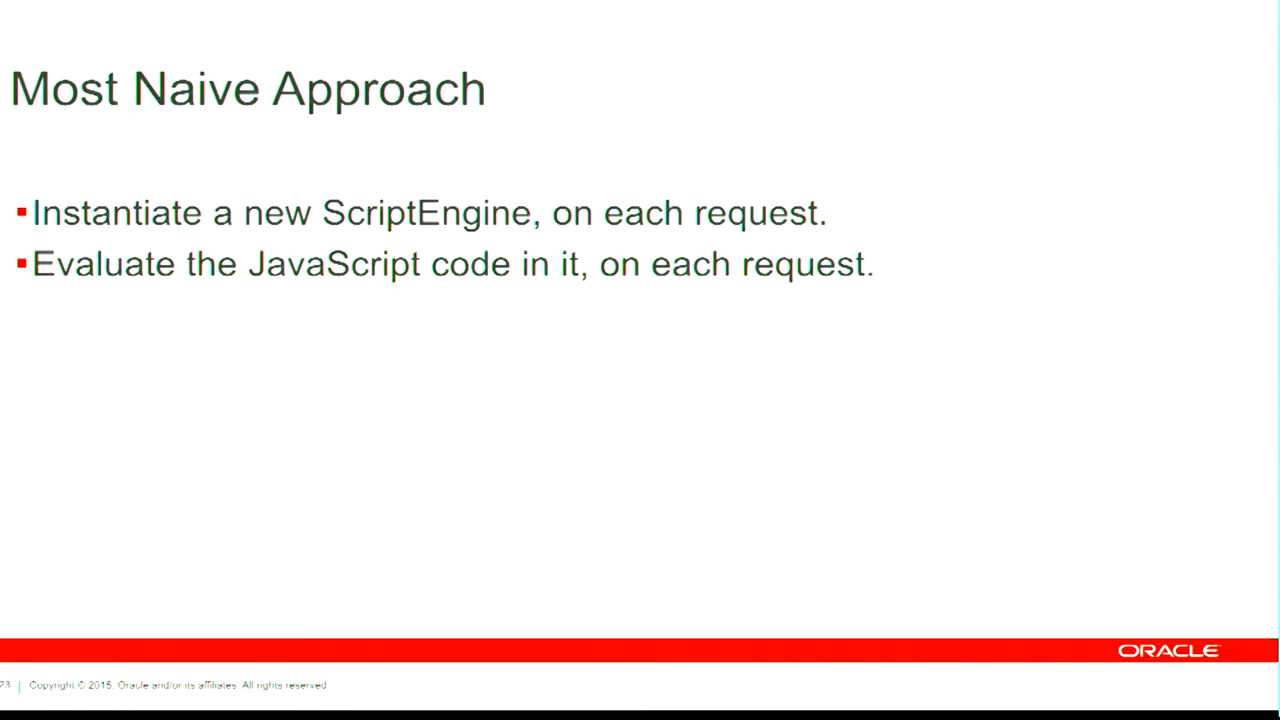 Most Naive Approach
▪Instantiate a new ScriptEngine, on each request.
▪Evaluate the JavaScript code in it, on each request.
ORACLE
23 | Copyright © 2015, Oracle and/or its affiliates. All rights reserved